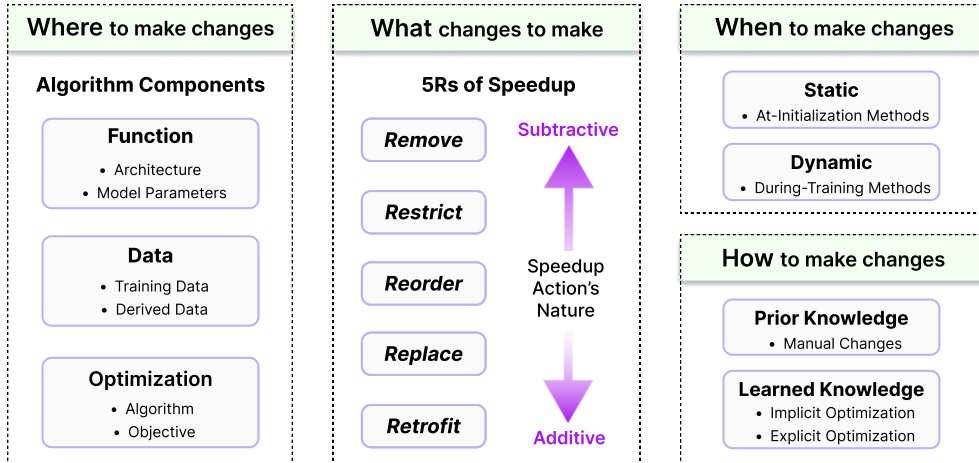 Where to make changes
Algorithm Components
Function
• Architecture
• Model Parameters
Data
• Training Data
• Derived Data
Optimization
• Algorithm
• Objective
What changes to make
5Rs of Speedup
Remove
Restrict
Reorder
Replace
Retrofit
Subtractive
Speedup
Action’s
Nature
Additive
When to make changes
Static
• At-Initialization Methods
Dynamic
• During-Training Methods
How to make changes
Prior Knowledge
• Manual Changes
Learned Knowledge
• Implicit Optimization
• Explicit Optimization